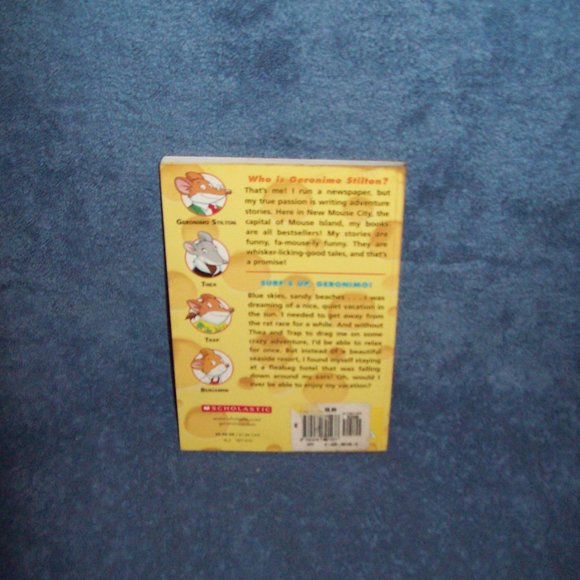 Who is Geronimo Stilton?
That's me! I run a newspaper, but
my true passion is writing adventure
stories. Here in New Mouse City, the
capital of Mouse Island, my books
are all bestsellers! My stories are
funny, fa-mouse-ly funny. They are
whisker-licking-good tales, and that's
a promise!
GERONIMO STILTON
THEA
TRAP
BENJAMIN
SURF'S UP, GERONIMO!
Blue skies, sandy beaches . . . I was
dreaming of a nice, quiet vacation in
the sun. I needed to get away from
the rat race for a while. And without
Thea and Trap to drag me on some
crazy adventure, I'd be able to relax
for once. But instead of a beautiful
seaside resort, I found myself staying
at a fleabag hotel that was falling
down around my ears! Oh, would I
ever be able to enjoy my vacation?
SCHOLASTIC